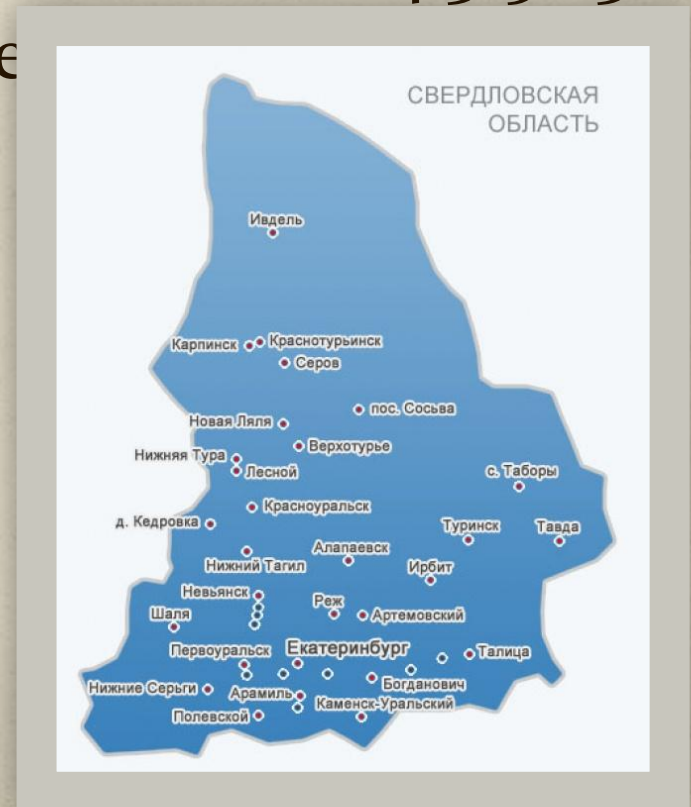 СВЕРДЛОВСКАЯ
ОБЛАСТЬ
Ивдель
Карпинск
Краснотурьинск
Серов
пос. Сосьва
Новая Ляля
Верхотурье
Нижняя Тура
Лесной
с. Таборы
Красноуральск
д. Кедровка
Туринск
Тавда
Алапаевск
Нижний Тагил
Ирбит
Невьянск
Реж
Шаля
Артемовский
Первоуральск
Екатеринбург
Талица
Нижние Серьги
Арамиль
Богданович
Каменск-Уральский
Полевской